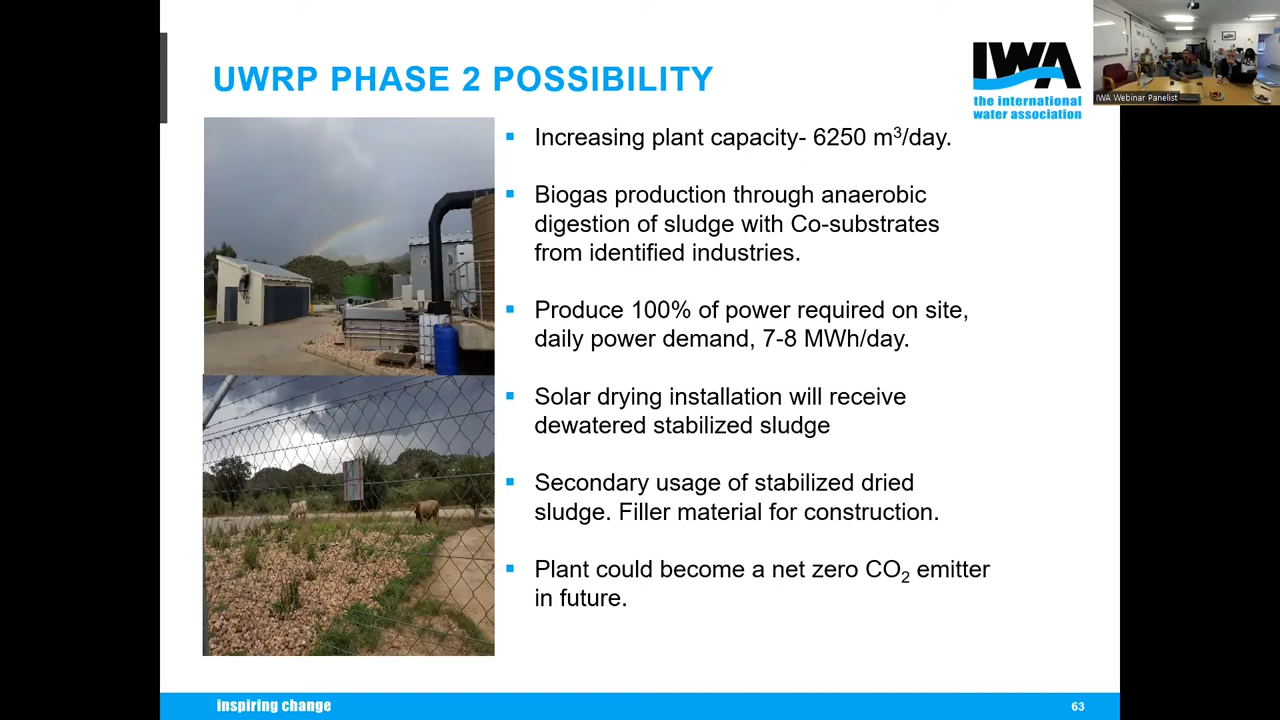 UWRP PHASE 2 POSSIBILITY
IWA
the international
water association
IWA Webinar Panelist
▪ Increasing plant capacity- 6250 m³/day.
▪ Biogas production through anaerobic
digestion of sludge with Co-substrates
from identified industries.
▪ Produce 100% of power required on site,
daily power demand, 7-8 MWh/day.
▪ Solar drying installation will receive
dewatered stabilized sludge
▪ Secondary usage of stabilized dried
sludge. Filler material for construction.
▪ Plant could become a net zero CO₂ emitter
in future.
inspiring change
63